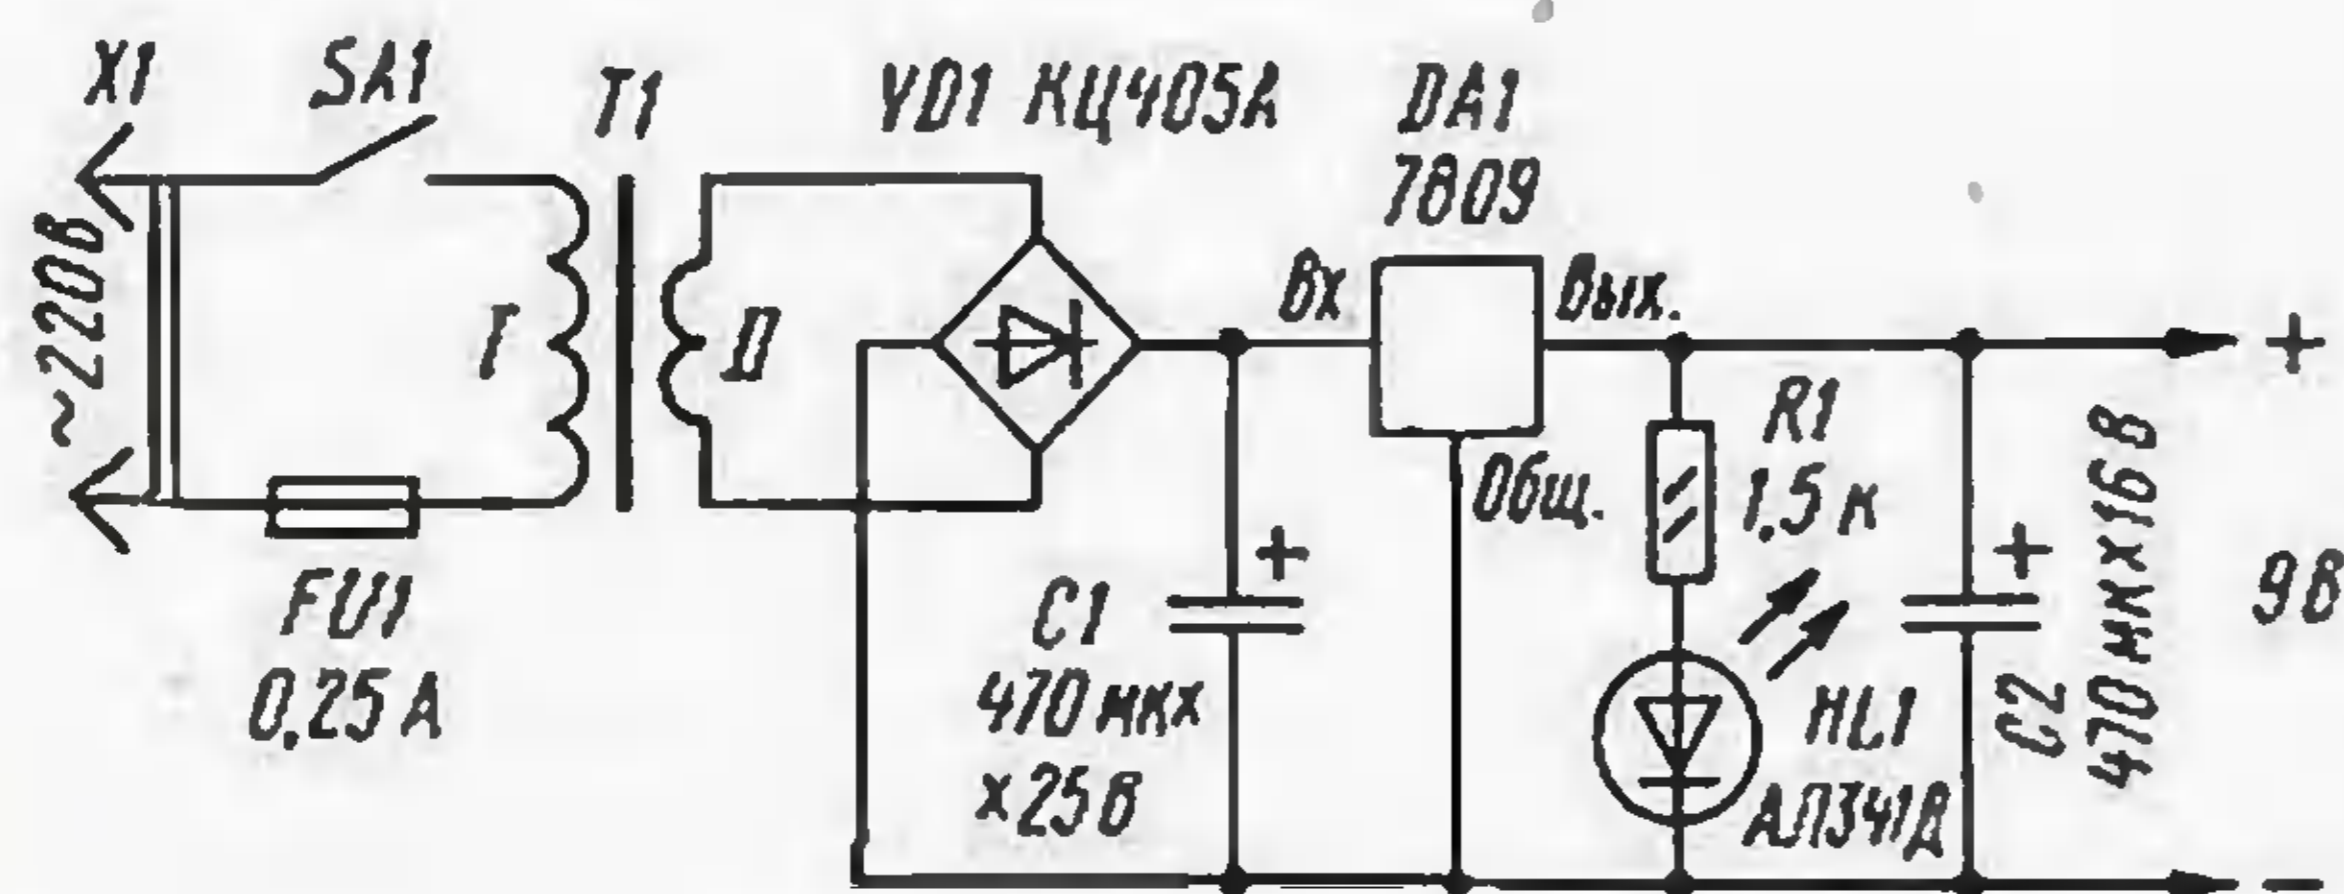 X1
SA1
T1
VD1 КЦ405А
DA1
7809
~220В
I
II
Вх.
Вых.
Общ.
R1
1,5 к
FU1
0,25 А
C1
470 мкх
х25В
+
HL1
АЛ341Д
+
C2
470 мкх16 В
+
9В
−